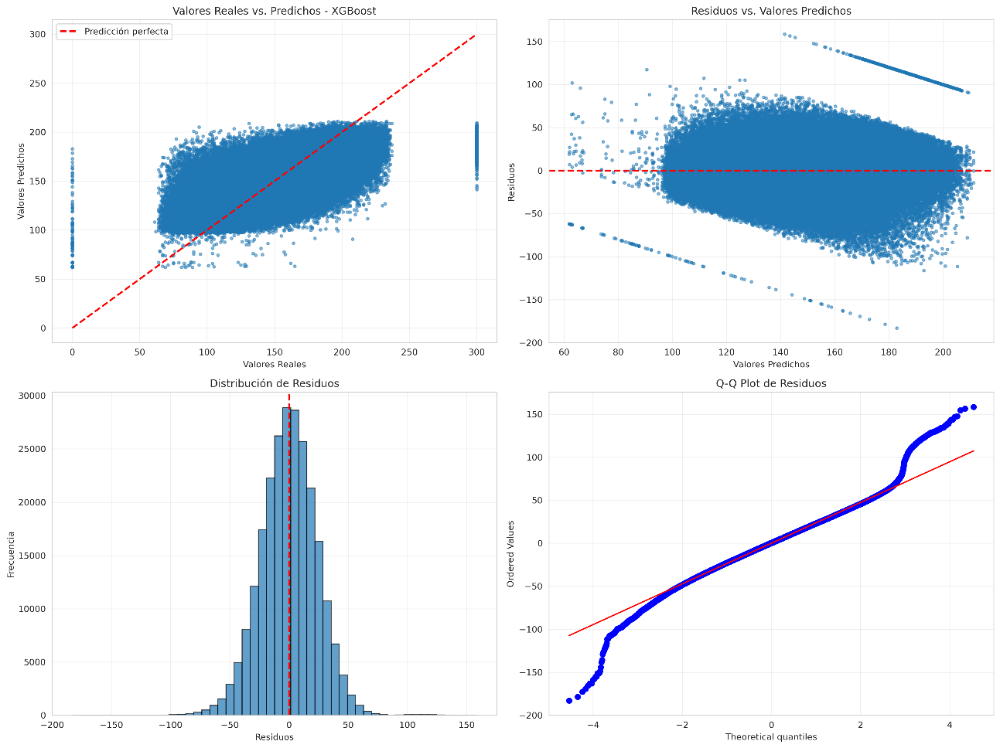 Valores Reales vs. Predichos - XGBoost
Predicción perfecta
300
250
200
150
100
50
0
Valores Predichos
0 50 100 150 200 250 300
Valores Reales
Residuos vs. Valores Predichos
150
100
50
0
−50
−100
−150
−200
Residuos
60 80 100 120 140 160 180 200
Valores Predichos
Distribución de Residuos
30000
25000
20000
15000
10000
5000
0
Frecuencia
−200 −150 −100 −50 0 50 100 150
Residuos
Q-Q Plot de Residuos
150
100
50
0
−50
−100
−150
−200
Ordered Values
−4 −2 0 2 4
Theoretical quantiles